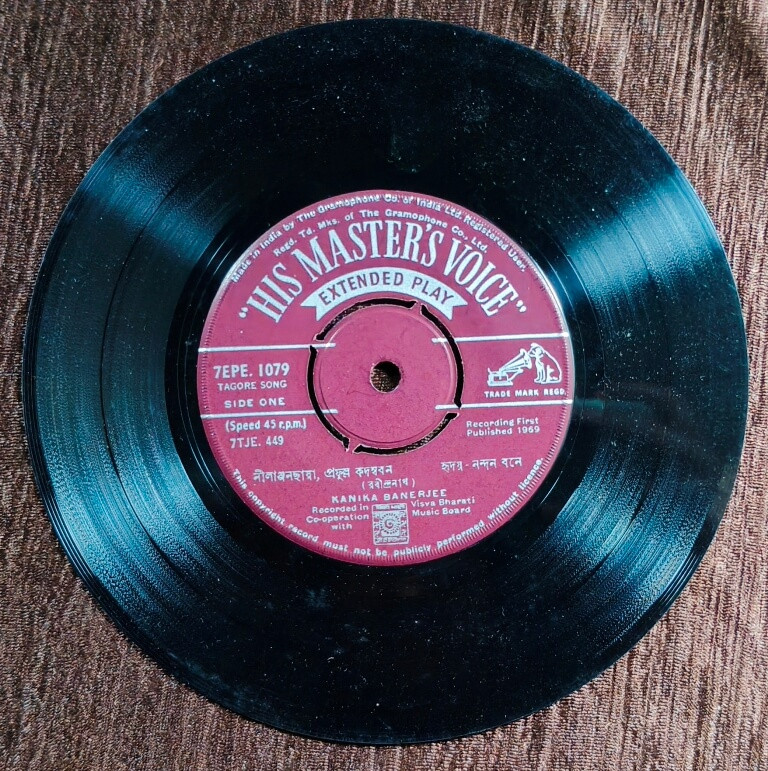 Made in India by The Gramophone Co. of India Ltd. Registered User.
Regd. Td. Mks. of The Gramophone Co., Ltd.
"HIS MASTER'S VOICE"
EXTENDED PLAY
7EPE. 1079
TAGORE SONG
SIDE ONE
TRADE MARK REGD.
(Speed 45 r.p.m.)
7TJE. 449
Recording First
Published 1969
নীলাঞ্জনছায়া, প্রফুল্ল কদম্ববন
হৃদয়-নন্দন বনে
(রবীন্দ্রনাথ)
KANIKA BANERJEE
Recorded in Visva Bharati
Co-operation Music Board
with
This copyright record must not be publicly performed without licence.